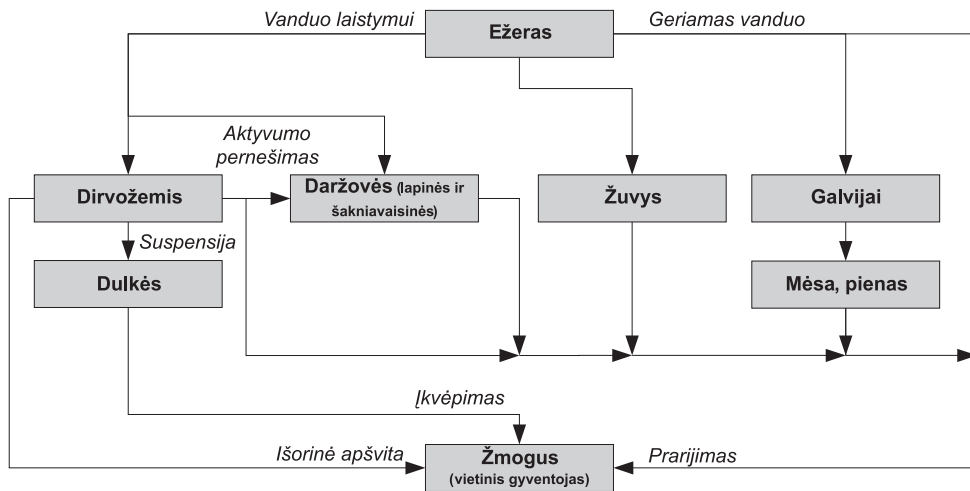 Vanduo laistymui
Ežeras
Geriamas vanduo
Aktyvumo
pernešimas
Dirvožemis
Daržovės (lapinės ir
šakniavaisinės)
Žuvys
Galvijai
Suspensija
Dulkės
Mėsa, pienas
Įkvėpimas
Išorinė apšvita
Žmogus
(vietinis gyventojas)
Prarijimas